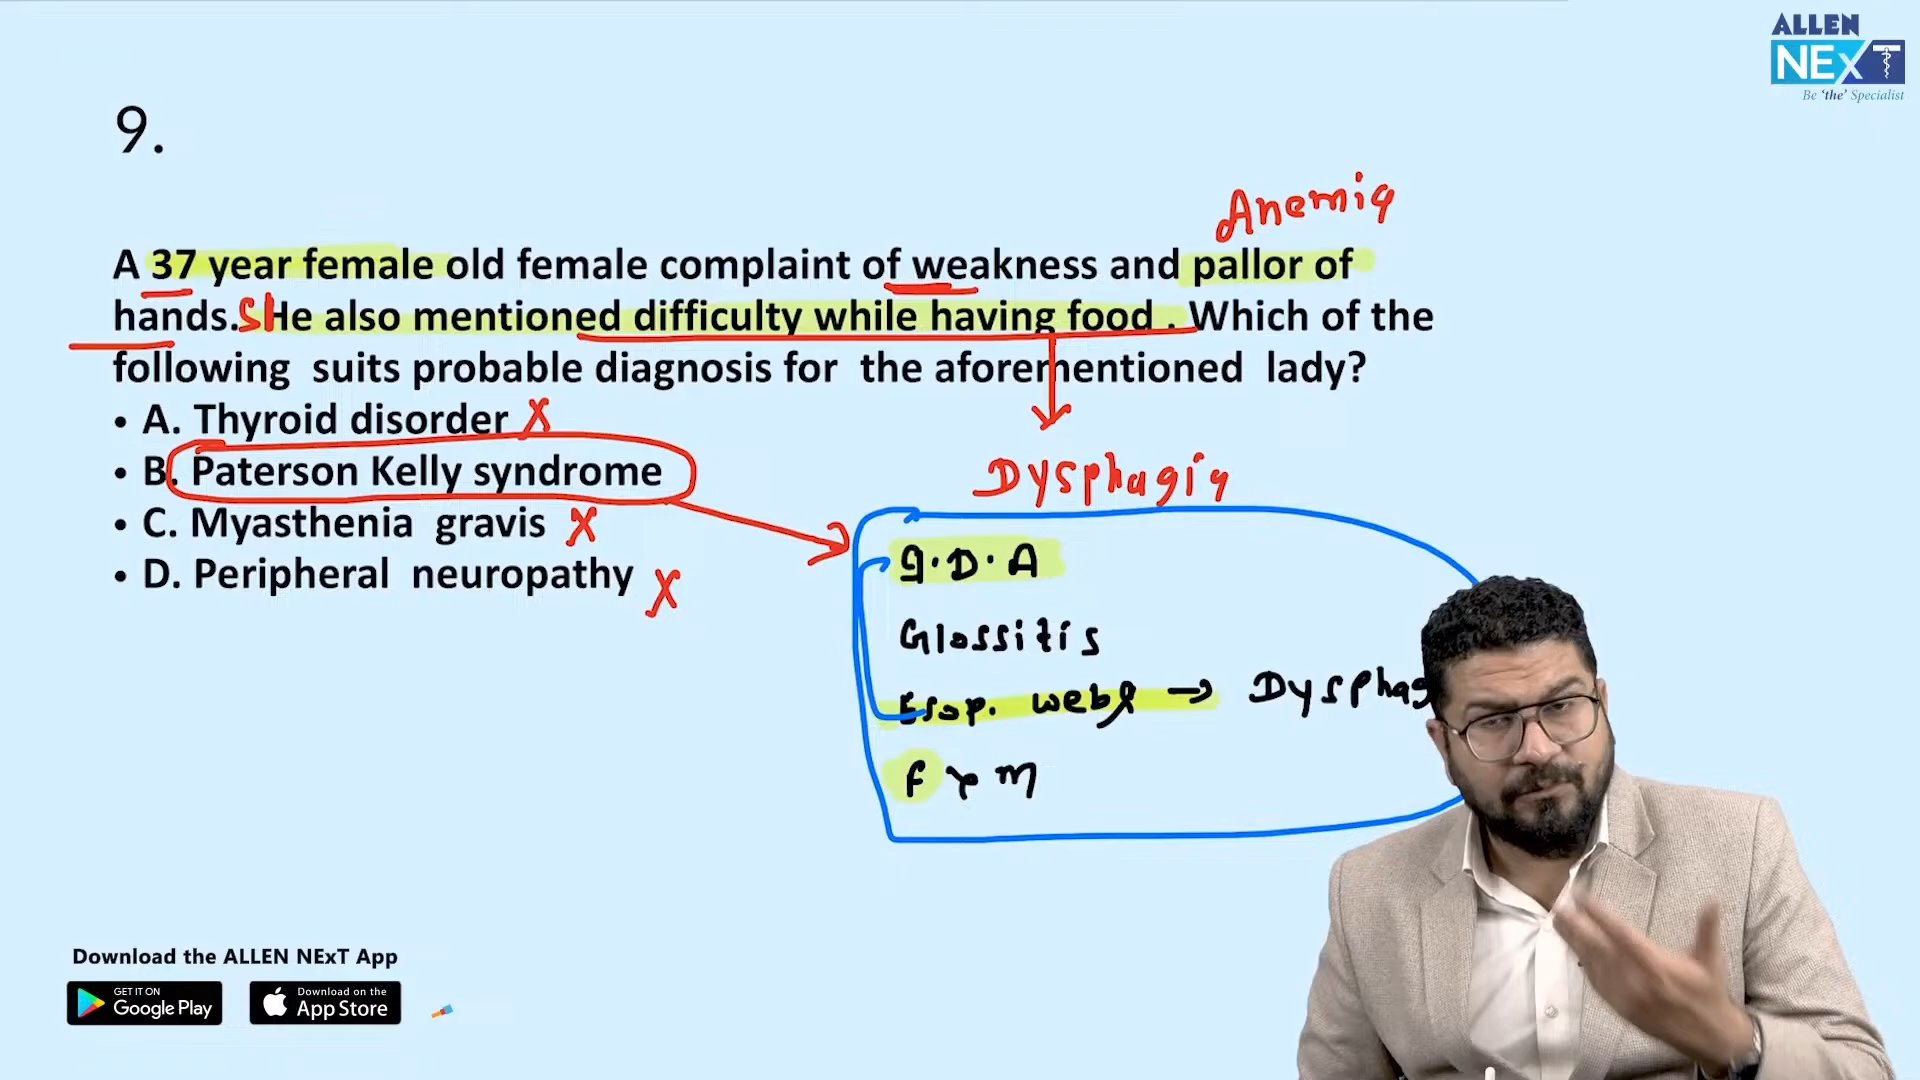 ALLEN
NExT
Be 'the' Specialist
9.
Anemia
A 37 year female old female complaint of weakness and pallor of
hands.SHe also mentioned difficulty while having food . Which of the
following suits probable diagnosis for the aforementioned lady?
• A. Thyroid disorder X
• B. Paterson Kelly syndrome
• C. Myasthenia gravis X
• D. Peripheral neuropathy X
Dysphagia
I.D.A
Glossitis
Esop. webs → Dysphag
F > M
Download the ALLEN NExT App
GET IT ON
Google Play
Download on the
App Store